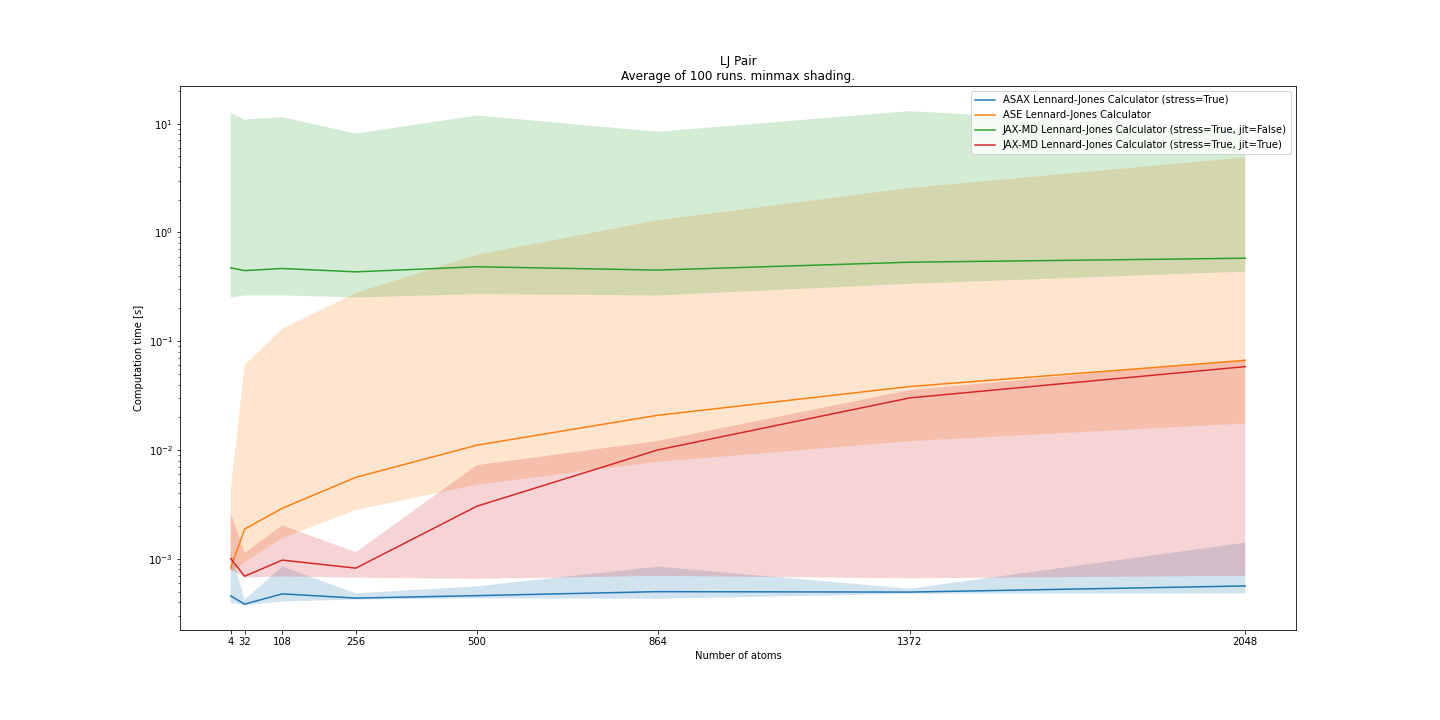 LJ Pair
Average of 100 runs. minmax shading.
ASAX Lennard-Jones Calculator (stress=True)
ASE Lennard-Jones Calculator
JAX-MD Lennard-Jones Calculator (stress=True, jit=False)
JAX-MD Lennard-Jones Calculator (stress=True, jit=True)
10¹
10⁰
10⁻¹
10⁻²
10⁻³
Computation time [s]
4 32 108 256 500 864 1372 2048
Number of atoms